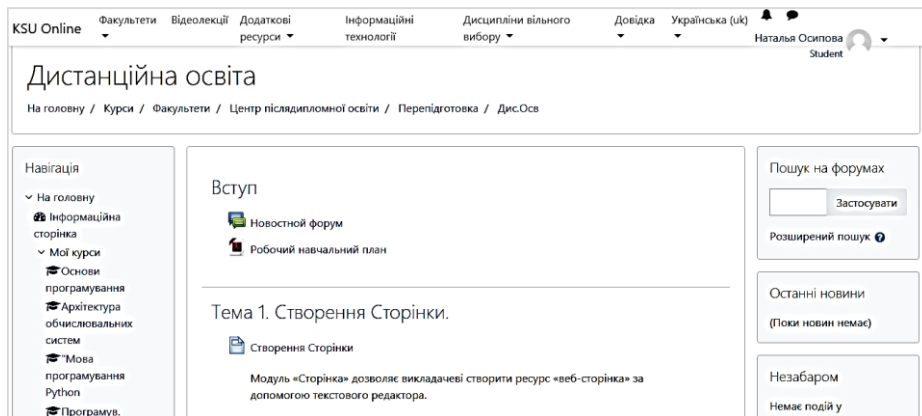 KSU Online
Факультети
Відеолекції
Додаткові
ресурси
Інформаційні
технології
Дисципліни вільного
вибору
Довідка
Українська (uk)
Наталья Осипова
Student
Дистанційна освіта
На головну / Курси / Факультети / Центр післядипломної освіти / Перепідготовка / Дис.Осв
Навігація
На головну
Інформаційна
сторінка
Мої курси
Основи
програмування
Архітектура
обчислювальних
систем
"Мова
програмування
Python
Програмув.
Вступ
Новостной форум
Робочий навчальний план
Тема 1. Створення Сторінки.
Створення Сторінки
Модуль «Сторінка» дозволяє викладачеві створити ресурс «веб-сторінка» за
допомогою текстового редактора.
Пошук на форумах
Застосувати
Розширений пошук
Останні новини
(Поки новин немає)
Незабаром
Немає подій у